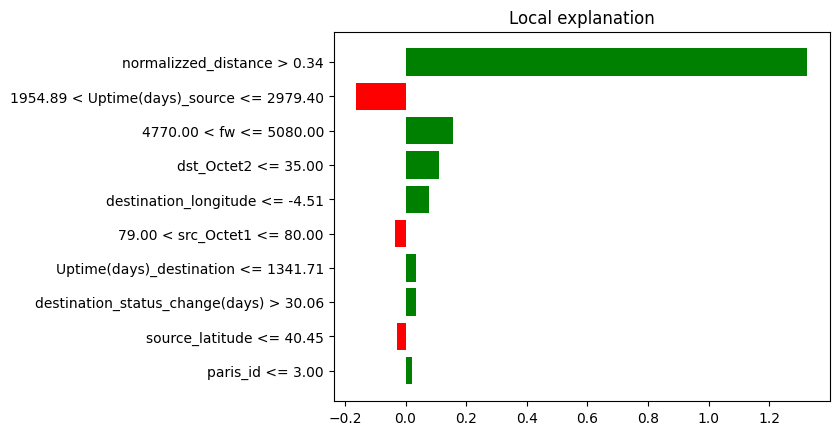 Local explanation
normalizzed_distance > 0.34
1954.89 < Uptime(days)_source <= 2979.40
4770.00 < fw <= 5080.00
dst_Octet2 <= 35.00
destination_longitude <= -4.51
79.00 < src_Octet1 <= 80.00
Uptime(days)_destination <= 1341.71
destination_status_change(days) > 30.06
source_latitude <= 40.45
paris_id <= 3.00
−0.2 0.0 0.2 0.4 0.6 0.8 1.0 1.2